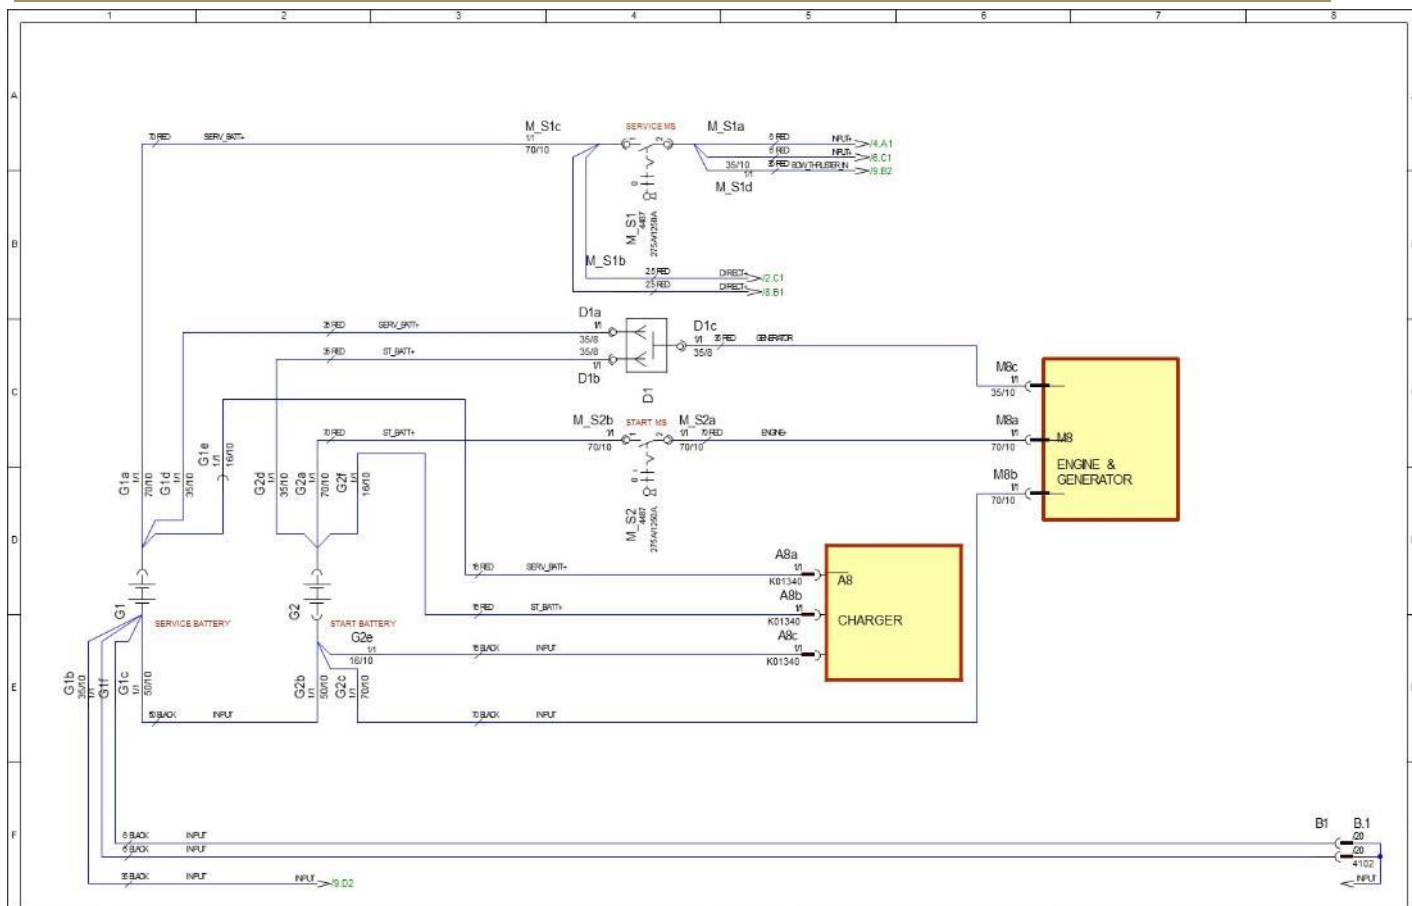 1 2 3 4 5 6 7 8
A
70 RED SERV_BATT+ M_S1c SERVICE MS M_S1a 6 RED INPUT+ /4.A1
1/1 1 2 6 RED INPUT+ /6.C1
70/10 35/10 35 RED BOW_THRUSTER_IN /9.B2
1/1
M_S1d
0 1
M_S1
4487
275A/1250A
B
M_S1b
2.5 RED DIRECT+ /2.C1
2.5 RED DIRECT+ /8.B1
D1a
35 RED SERV_BATT+ 1/1 D1c
35/8 1/1 35 RED GENERATOR
35 RED ST_BATT+ 35/8 35/8
1/1
D1b
D1
M8c
1/1
35/10
C
M_S2b START MS M_S2a M8a
70 RED ST_BATT+ 1/1 1 2 1/1 70 RED ENGINE+ 1/1 M8
70/10 70/10 70/10
ENGINE &
GENERATOR
M8b
1/1
70/10
G1a 1/1 70/10
G1d 1/1 35/10
G1e 1/1 16/10
G2d 1/1 35/10
G2a 1/1 70/10
G2f 1/1 16/10
0 1
M_S2
4487
275A/1250A
D
A8a
16 RED SERV_BATT+ 1/1 A8
K01340
A8b
16 RED ST_BATT+ 1/1
K01340
CHARGER
A8c
16 BLACK INPUT 1/1
K01340
G1
SERVICE BATTERY
G2
START BATTERY
G2e
1/1
16/10
E
G1b 35/10 1/1
G1f
G1c 1/1 50/10
G2b 1/1 50/10
G2c 1/1 70/10
50 BLACK INPUT 70 BLACK INPUT
F
B1 B.1
6 BLACK INPUT /20
6 BLACK INPUT /20
4102
35 BLACK INPUT INPUT /9.D2 INPUT